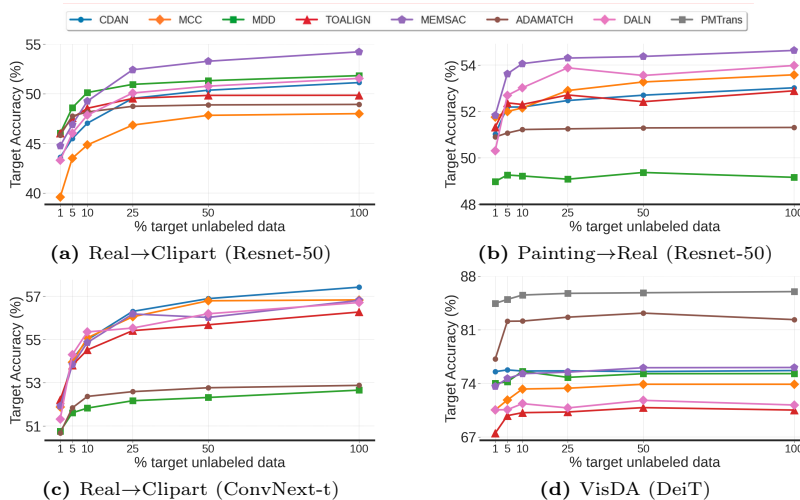 CDAN MCC MDD TOALIGN MEMSAC ADAMATCH DALN PMTrans
55
50
45
40
Target Accuracy (%)
1 5 10 25 50 100
% target unlabeled data
(a) Real→Clipart (Resnet-50)
54
52
50
48
Target Accuracy (%)
1 5 10 25 50 100
% target unlabeled data
(b) Painting→Real (Resnet-50)
57
55
53
51
Target Accuracy (%)
1 5 10 25 50 100
% target unlabeled data
(c) Real→Clipart (ConvNext-t)
88
81
74
67
Target Accuracy (%)
1 5 10 25 50 100
% target unlabeled data
(d) VisDA (DeiT)